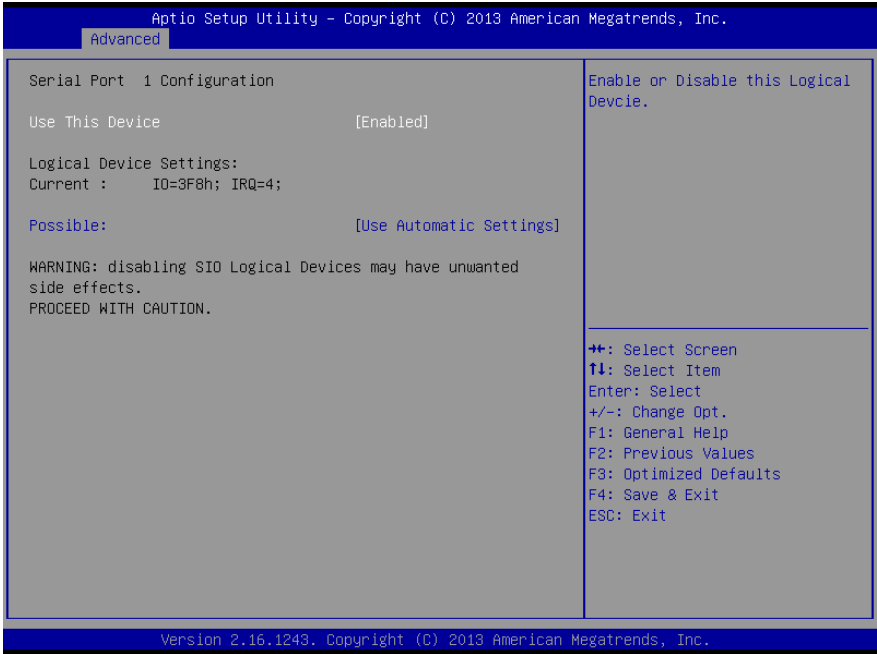 Aptio Setup Utility – Copyright (C) 2013 American Megatrends, Inc.
Advanced
Serial Port  1 Configuration
Use This Device [Enabled]
Logical Device Settings:
Current :  IO=3F8h; IRQ=4;
Possible: [Use Automatic Settings]
WARNING: disabling SIO Logical Devices may have unwanted
side effects.
PROCEED WITH CAUTION.
Enable or Disable this Logical
Devcie.
→←: Select Screen
↑↓: Select Item
Enter: Select
+/-: Change Opt.
F1: General Help
F2: Previous Values
F3: Optimized Defaults
F4: Save & Exit
ESC: Exit
Version 2.16.1243. Copyright (C) 2013 American Megatrends, Inc.